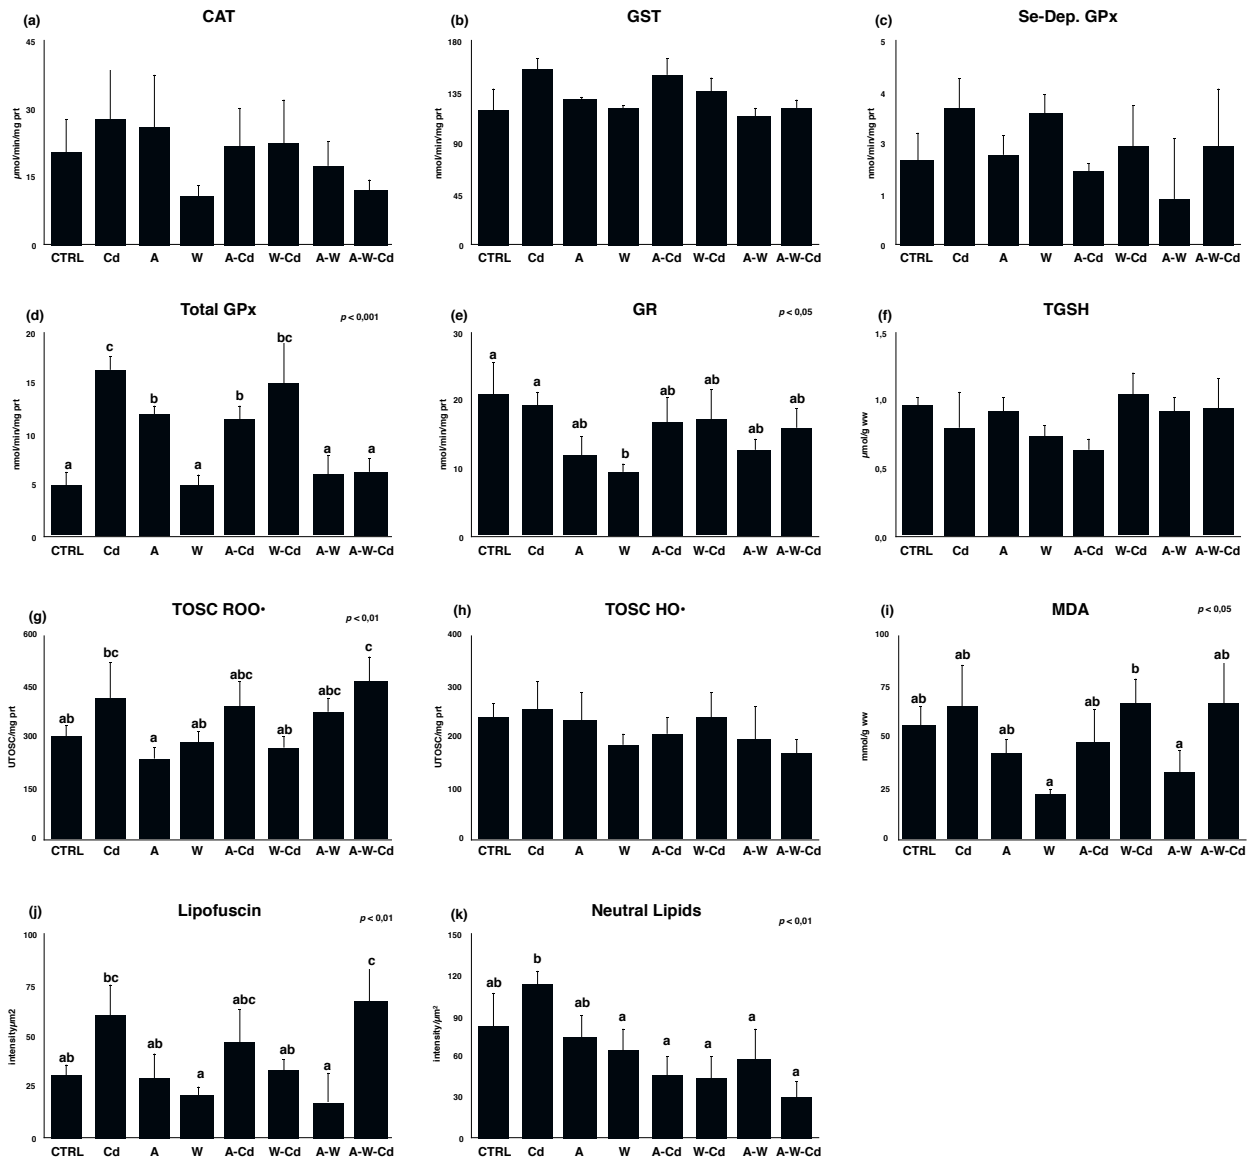 (a) CAT
45
30
15
0
µmol/min/mg prt
CTRL Cd A W A-Cd W-Cd A-W A-W-Cd
(b) GST
180
135
90
45
0
nmol/min/mg prt
CTRL Cd A W A-Cd W-Cd A-W A-W-Cd
(c) Se-Dep. GPx
5
4
3
1
0
nmol/min/mg prt
CTRL Cd A W A-Cd W-Cd A-W A-W-Cd
(d) Total GPx
p < 0,001
20
15
10
5
0
nmol/min/mg prt
a c b a b bc a a
CTRL Cd A W A-Cd W-Cd A-W A-W-Cd
(e) GR
p < 0,05
30
20
10
0
nmol/min/mg prt
a a ab b ab ab ab ab
CTRL Cd A W A-Cd W-Cd A-W A-W-Cd
(f) TGSH
1,5
1,0
0,5
0,0
µmol/g ww
CTRL Cd A W A-Cd W-Cd A-W A-W-Cd
(g) TOSC ROO•
p < 0,01
600
450
300
150
0
UTOSC/mg prt
ab bc a ab abc ab abc c
CTRL Cd A W A-Cd W-Cd A-W A-W-Cd
(h) TOSC HO•
400
300
200
100
0
UTOSC/mg prt
CTRL Cd A W A-Cd W-Cd A-W A-W-Cd
(i) MDA
p < 0,05
100
75
50
25
0
mmol/g ww
ab ab ab a ab b a ab
CTRL Cd A W A-Cd W-Cd A-W A-W-Cd
(j) Lipofuscin
p < 0,01
100
75
50
25
0
intensityµm2
ab bc ab a abc ab a c
CTRL Cd A W A-Cd W-Cd A-W A-W-Cd
(k) Neutral Lipids
p < 0,01
150
120
90
60
30
0
intensity/µm²
ab b ab a a a a a
CTRL Cd A W A-Cd W-Cd A-W A-W-Cd